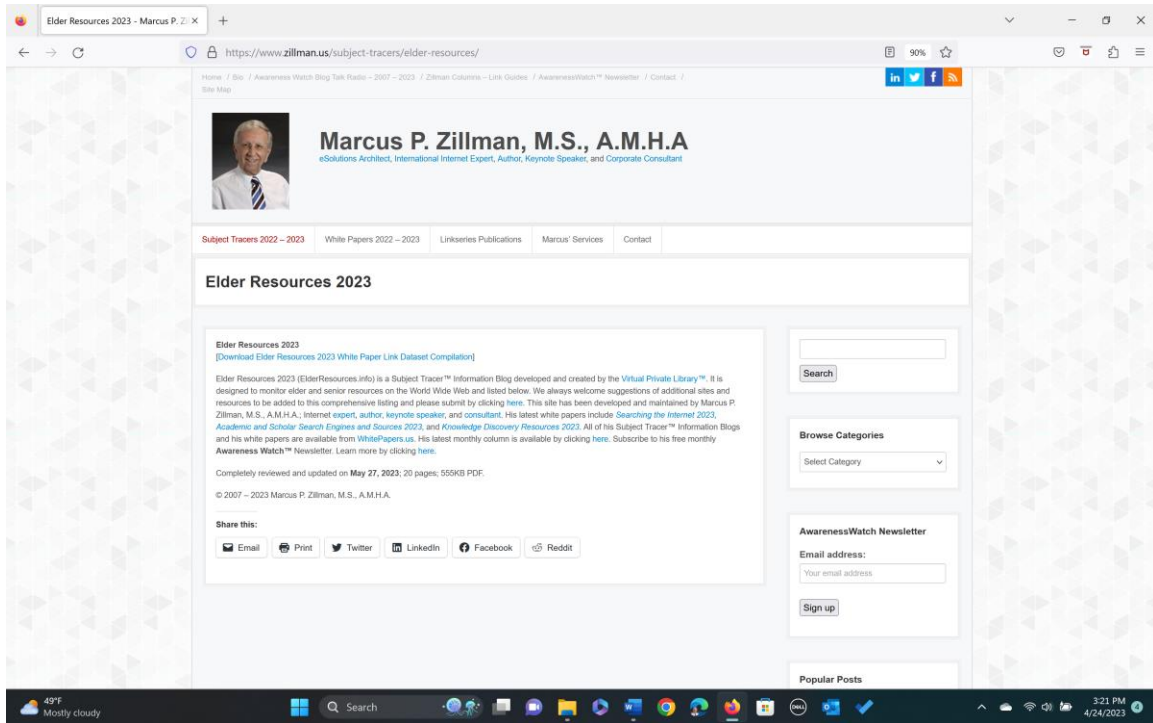 Elder Resources 2023 - Marcus P. Zi
https://www.zillman.us/subject-tracers/elder-resources/
90%
Home / Bio / Awareness Watch Blog Talk Radio – 2007 – 2023 / Zillman Columns – Link Guides / AwarenessWatch™ Newsletter / Contact /
Site Map
Marcus P. Zillman, M.S., A.M.H.A
eSolutions Architect, International Internet Expert, Author, Keynote Speaker, and Corporate Consultant
Subject Tracers 2022 – 2023
White Papers 2022 – 2023
Linkseries Publications
Marcus' Services
Contact
Elder Resources 2023
Elder Resources 2023
[Download Elder Resources 2023 White Paper Link Dataset Compilation]
Elder Resources 2023 (ElderResources.info) is a Subject Tracer™ Information Blog developed and created by the Virtual Private Library™. It is
designed to monitor elder and senior resources on the World Wide Web and listed below. We always welcome suggestions of additional sites and
resources to be added to this comprehensive listing and please submit by clicking here. This site has been developed and maintained by Marcus P.
Zillman, M.S., A.M.H.A.; Internet expert, author, keynote speaker, and consultant. His latest white papers include Searching the Internet 2023,
Academic and Scholar Search Engines and Sources 2023, and Knowledge Discovery Resources 2023. All of his Subject Tracer™ Information Blogs
and his white papers are available from WhitePapers.us. His latest monthly column is available by clicking here. Subscribe to his free monthly
Awareness Watch™ Newsletter. Learn more by clicking here.
Completely reviewed and updated on May 27, 2023; 20 pages; 555KB PDF.
© 2007 – 2023 Marcus P. Zillman, M.S., A.M.H.A.
Share this:
Email
Print
Twitter
LinkedIn
Facebook
Reddit
Search
Browse Categories
Select Category
AwarenessWatch Newsletter
Email address:
Your email address
Sign up
Popular Posts
49°F
Mostly cloudy
Search
DELL
3:21 PM
4/24/2023
4